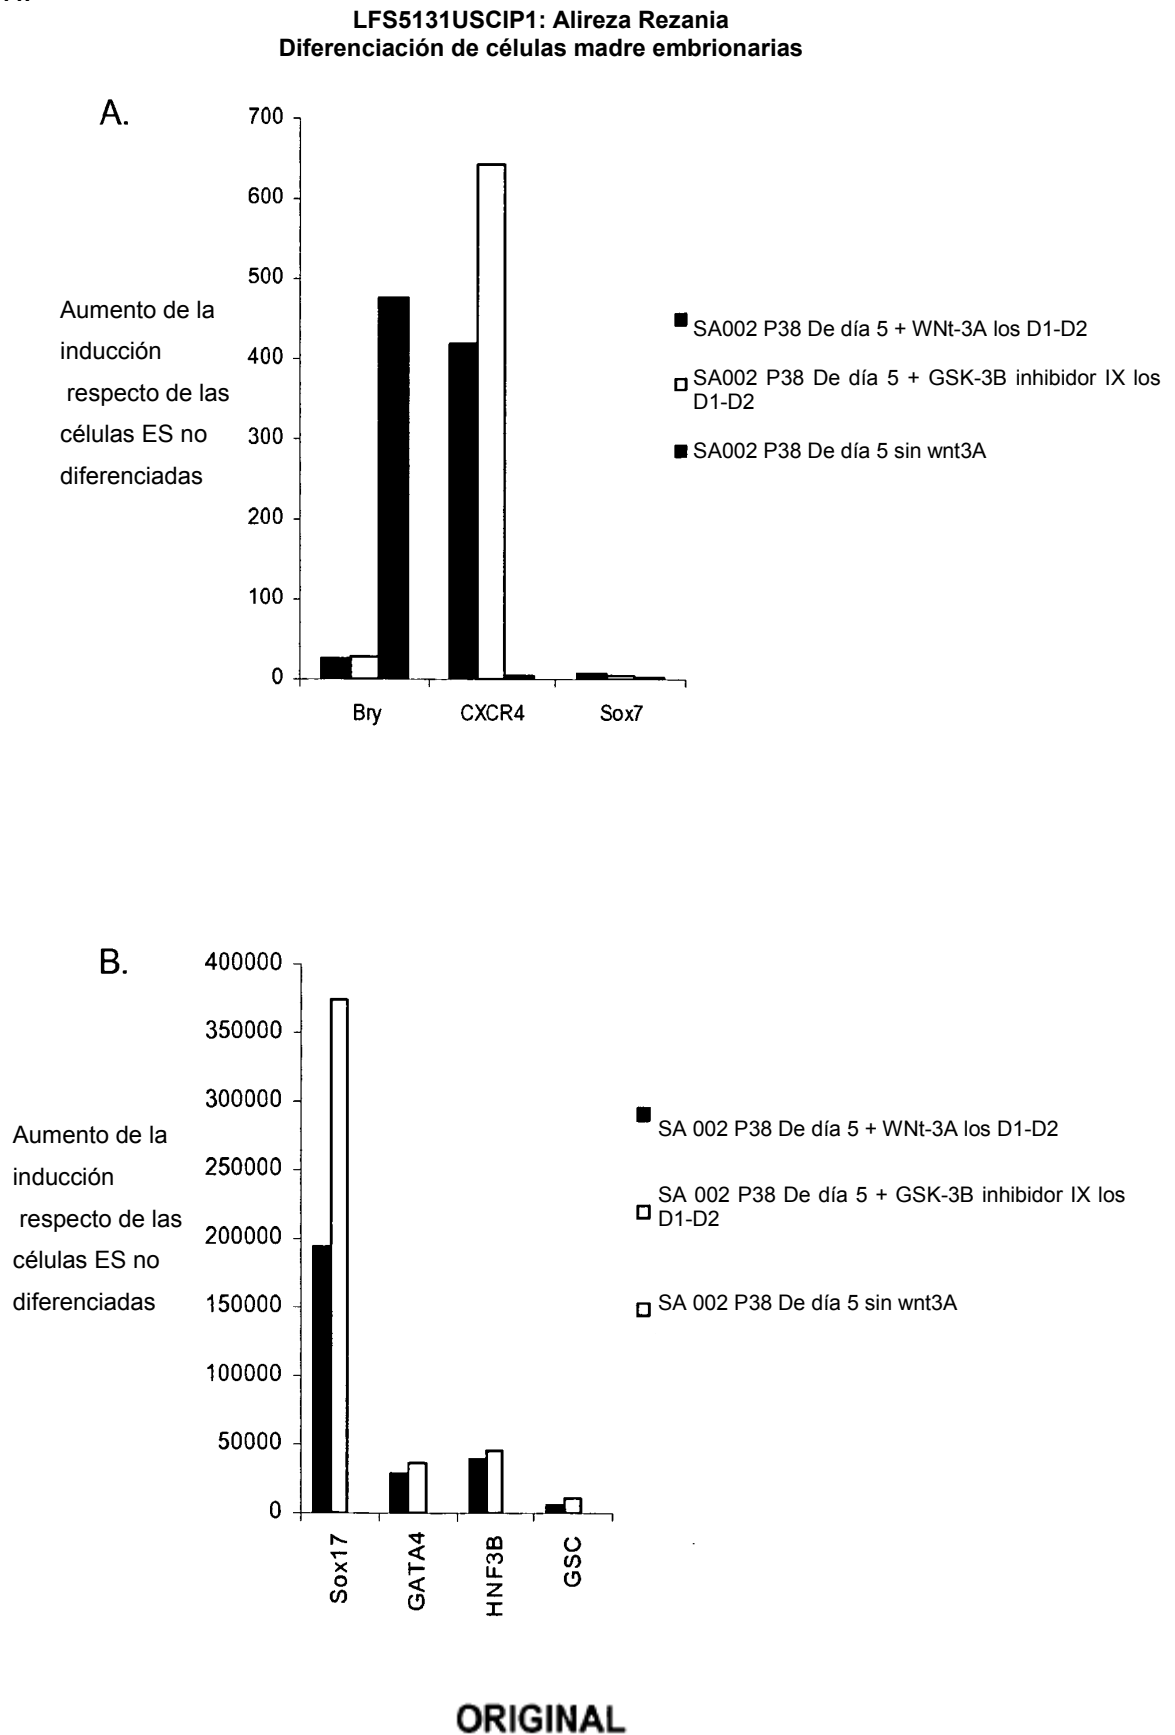 LFS5131USCIP1: Alireza Rezania
Diferenciación de células madre embrionarias
A.
700
600
500
400
300
200
100
0
Aumento de la
inducción
respecto de las
células ES no
diferenciadas
Bry
CXCR4
Sox7
SA002 P38 De día 5 + WNt-3A los D1-D2
SA002 P38 De día 5 + GSK-3B inhibidor IX los
D1-D2
SA002 P38 De día 5 sin wnt3A
B.
400000
350000
300000
250000
200000
150000
100000
50000
0
Aumento de la
inducción
respecto de las
células ES no
diferenciadas
Sox17
GATA4
HNF3B
GSC
SA 002 P38 De día 5 + WNt-3A los D1-D2
SA 002 P38 De día 5 + GSK-3B inhibidor IX los
D1-D2
SA 002 P38 De día 5 sin wnt3A
ORIGINAL